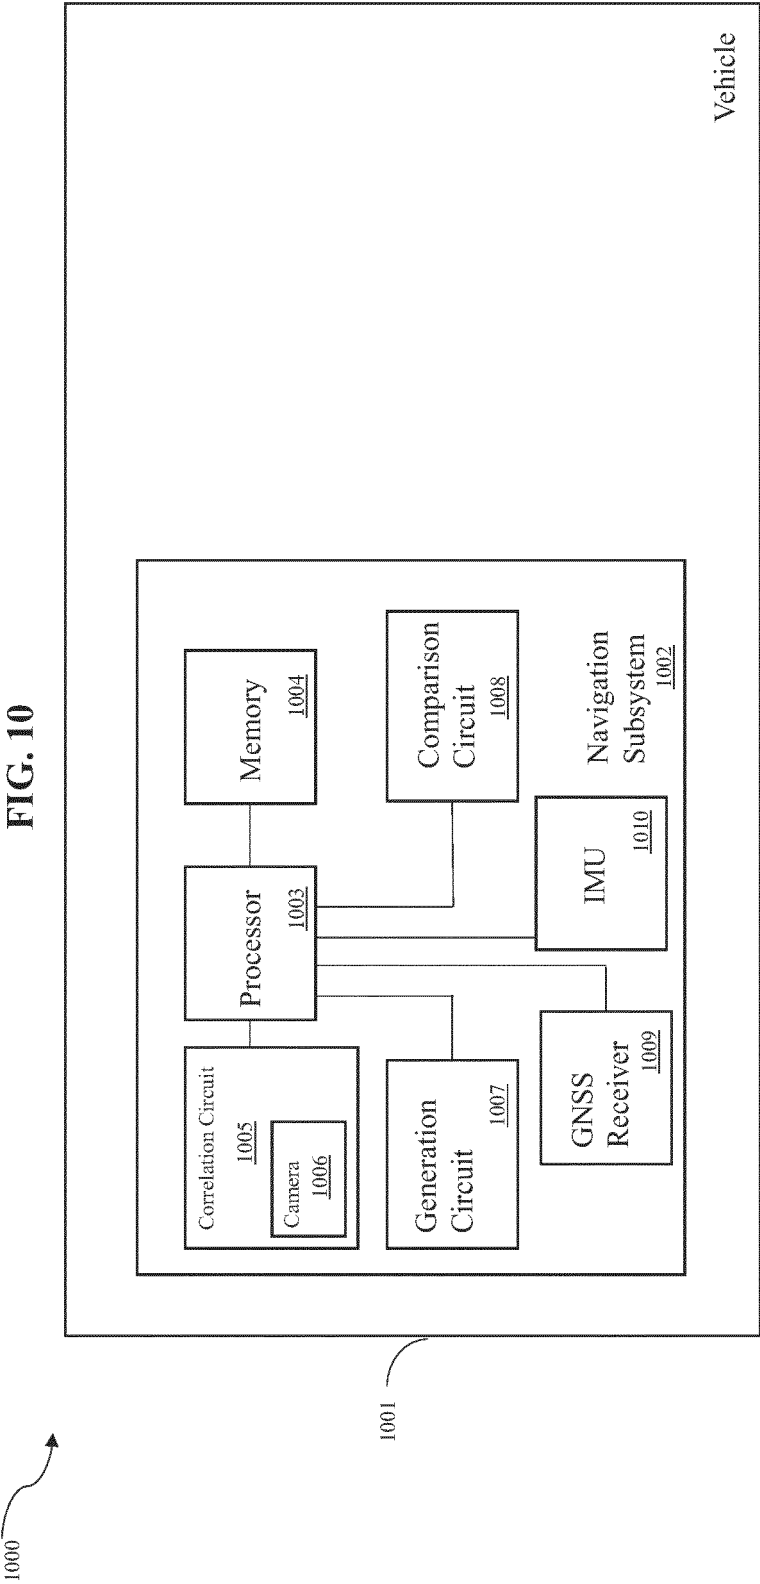 FIG. 10
1000
1001
Correlation Circuit
1005
Camera
1006
Processor
1003
Memory
1004
Generation
Circuit
1007
Comparison
Circuit
1008
GNSS
Receiver
1009
IMU
1010
Navigation
Subsystem
1002
Vehicle